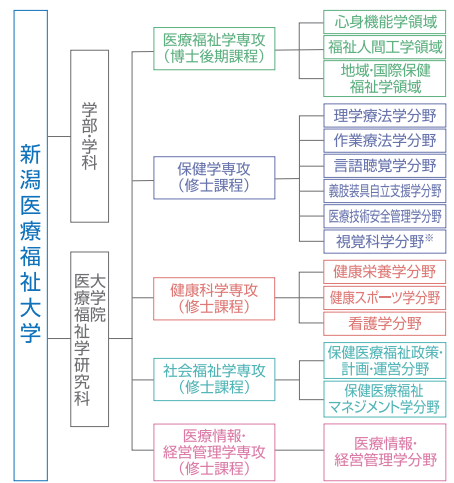 新潟医療福祉大学
学部・学科
大学院
医療福祉学研究科
医療福祉学専攻
（博士後期課程）
心身機能学領域
福祉人間工学領域
地域・国際保健
福祉学領域
保健学専攻
（修士課程）
理学療法学分野
作業療法学分野
言語聴覚学分野
義肢装具自立支援学分野
医療技術安全管理学分野
視覚科学分野※
健康科学専攻
（修士課程）
健康栄養学分野
健康スポーツ学分野
看護学分野
社会福祉学専攻
（修士課程）
保健医療福祉政策・
計画・運営分野
保健医療福祉
マネジメント学分野
医療情報・
経営管理学専攻
（修士課程）
医療情報・
経営管理学分野